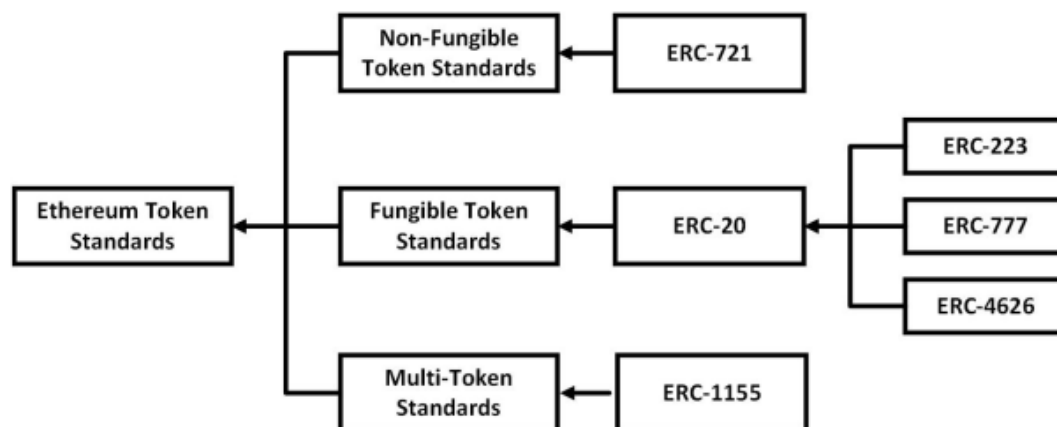 Non-Fungible
Token Standards
ERC-721
ERC-223
Ethereum Token
Standards
Fungible Token
Standards
ERC-20
ERC-777
ERC-4626
Multi-Token
Standards
ERC-1155